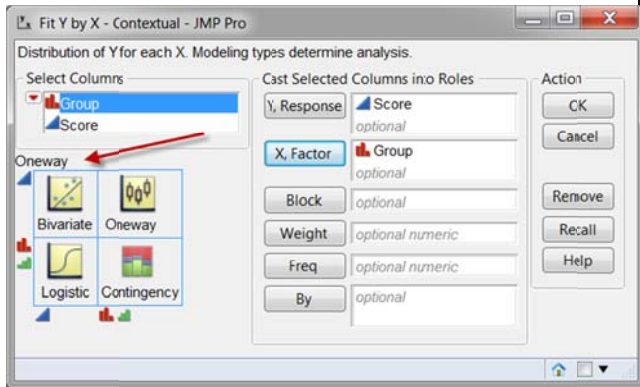 Fit Y by X - Contextual - JMP Pro
Distribution of Y for each X. Modeling types determine analysis.
Select Columns
Group
Score
Oneway
Bivariate
Oneway
Logistic
Contingency
Cast Selected Columns into Roles
Y, Response
Score
optional
X, Factor
Group
optional
Block
optional
Weight
optional numeric
Freq
optional numeric
By
optional
Action
OK
Cancel
Remove
Recall
Help